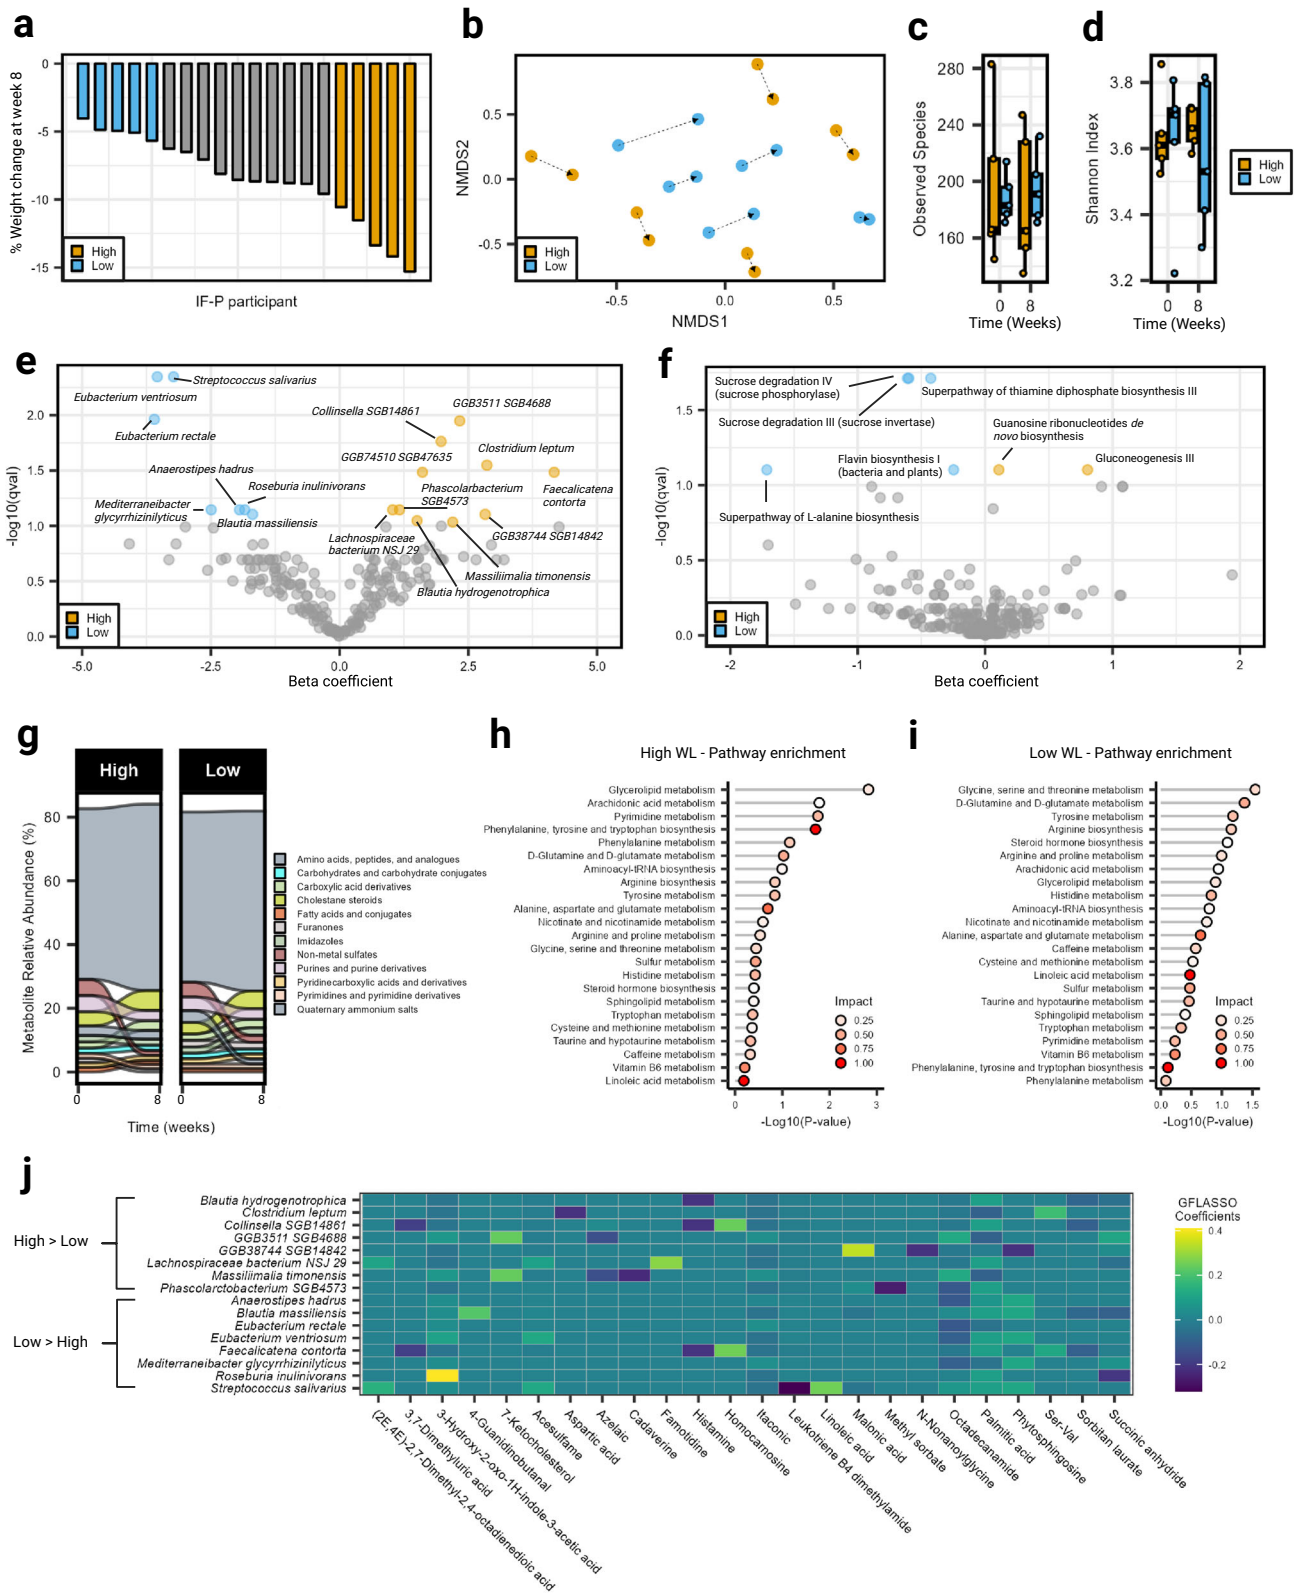 a
0
-5
-10
-15
% Weight change at week 8
High
Low
IF-P participant
b
0.5
0.0
-0.5
NMDS2
High
Low
-0.5
0.0
0.5
NMDS1
c
280
240
200
160
Observed Species
0
8
Time (Weeks)
d
3.8
3.6
3.4
3.2
Shannon Index
0
8
Time (Weeks)
High
Low
e
2.0
1.5
1.0
0.5
0.0
-log10(qval)
Streptococcus salivarius
Eubacterium ventriosum
Eubacterium rectale
Anaerostipes hadrus
Roseburia inulinivorans
Mediterraneibacter
glycyrrhizinilyticus
Blautia massiliensis
Collinsella SGB14861
GGB3511 SGB4688
GGB74510 SGB47635
Clostridium leptum
Phascolarbacterium
SGB4573
Faecalicatena
contorta
Lachnospiraceae
bacterium NSJ 29
GGB38744 SGB14842
Massiliimalia timonensis
Blautia hydrogenotrophica
High
Low
-5.0
-2.5
0.0
2.5
5.0
Beta coefficient
f
1.5
1.0
0.5
0.0
-log10(qval)
Sucrose degradation IV
(sucrose phosphorylase)
Superpathway of thiamine diphosphate biosynthesis III
Sucrose degradation III (sucrose invertase)
Guanosine ribonucleotides de
novo biosynthesis
Flavin biosynthesis I
(bacteria and plants)
Gluconeogenesis III
Superpathway of L-alanine biosynthesis
High
Low
-2
-1
0
1
2
Beta coefficient
g
High
Low
80
60
40
20
0
Metabolite Relative Abundance (%)
0
8
0
8
Time (weeks)
Amino acids, peptides, and analogues
Carbohydrates and carbohydrate conjugates
Carboxylic acid derivatives
Cholestane steroids
Fatty acids and conjugates
Furanones
Imidazoles
Non-metal sulfates
Purines and purine derivatives
Pyridinecarboxylic acids and derivatives
Pyrimidines and pyrimidine derivatives
Quaternary ammonium salts
h
High WL - Pathway enrichment
Glycerolipid metabolism
Arachidonic acid metabolism
Pyrimidine metabolism
Phenylalanine, tyrosine and tryptophan biosynthesis
Phenylalanine metabolism
D-Glutamine and D-glutamate metabolism
Aminoacyl-tRNA biosynthesis
Arginine biosynthesis
Tyrosine metabolism
Alanine, aspartate and glutamate metabolism
Nicotinate and nicotinamide metabolism
Arginine and proline metabolism
Glycine, serine and threonine metabolism
Sulfur metabolism
Histidine metabolism
Steroid hormone biosynthesis
Sphingolipid metabolism
Tryptophan metabolism
Cysteine and methionine metabolism
Taurine and hypotaurine metabolism
Caffeine metabolism
Vitamin B6 metabolism
Linoleic acid metabolism
Impact
0.25
0.50
0.75
1.00
0
1
2
3
-Log10(P-value)
i
Low WL - Pathway enrichment
Glycine, serine and threonine metabolism
D-Glutamine and D-glutamate metabolism
Tyrosine metabolism
Arginine biosynthesis
Steroid hormone biosynthesis
Arginine and proline metabolism
Arachidonic acid metabolism
Glycerolipid metabolism
Histidine metabolism
Aminoacyl-tRNA biosynthesis
Nicotinate and nicotinamide metabolism
Alanine, aspartate and glutamate metabolism
Caffeine metabolism
Cysteine and methionine metabolism
Linoleic acid metabolism
Sulfur metabolism
Taurine and hypotaurine metabolism
Sphingolipid metabolism
Tryptophan metabolism
Pyrimidine metabolism
Vitamin B6 metabolism
Phenylalanine, tyrosine and tryptophan biosynthesis
Phenylalanine metabolism
Impact
0.25
0.50
0.75
1.00
0.0
0.5
1.0
1.5
-Log10(P-value)
j
High > Low
Low > High
Blautia hydrogenotrophica
Clostridium leptum
Collinsella SGB14861
GGB3511 SGB4688
GGB38744 SGB14842
Lachnospiraceae bacterium NSJ 29
Massiliimalia timonensis
Phascolarctobacterium SGB4573
Anaerostipes hadrus
Blautia massiliensis
Eubacterium rectale
Eubacterium ventriosum
Faecalicatena contorta
Mediterraneibacter glycyrrhizinilyticus
Roseburia inulinivorans
Streptococcus salivarius
(2E,4E)-2,7-Dimethyl-2,4-octadienedioic acid
3,7-Dimethyluric acid
3-Hydroxy-2-oxo-1H-indole-3-acetic acid
4-Guanidinobutanal
7-Ketocholesterol
Acesulfame
Aspartic acid
Azelaic
Cadaverine
Famotidine
Histamine
Homocarnosine
Itaconic
Leukotriene B4 dimethylamide
Linoleic acid
Malonic acid
Methyl sorbate
N-Nonanoylglycine
Octadecanamide
Palmitic acid
Phytosphingosine
Ser-Val
Sorbitan laurate
Succinic anhydride
GFLASSO
Coefficients
0.4
0.2
0.0
-0.2